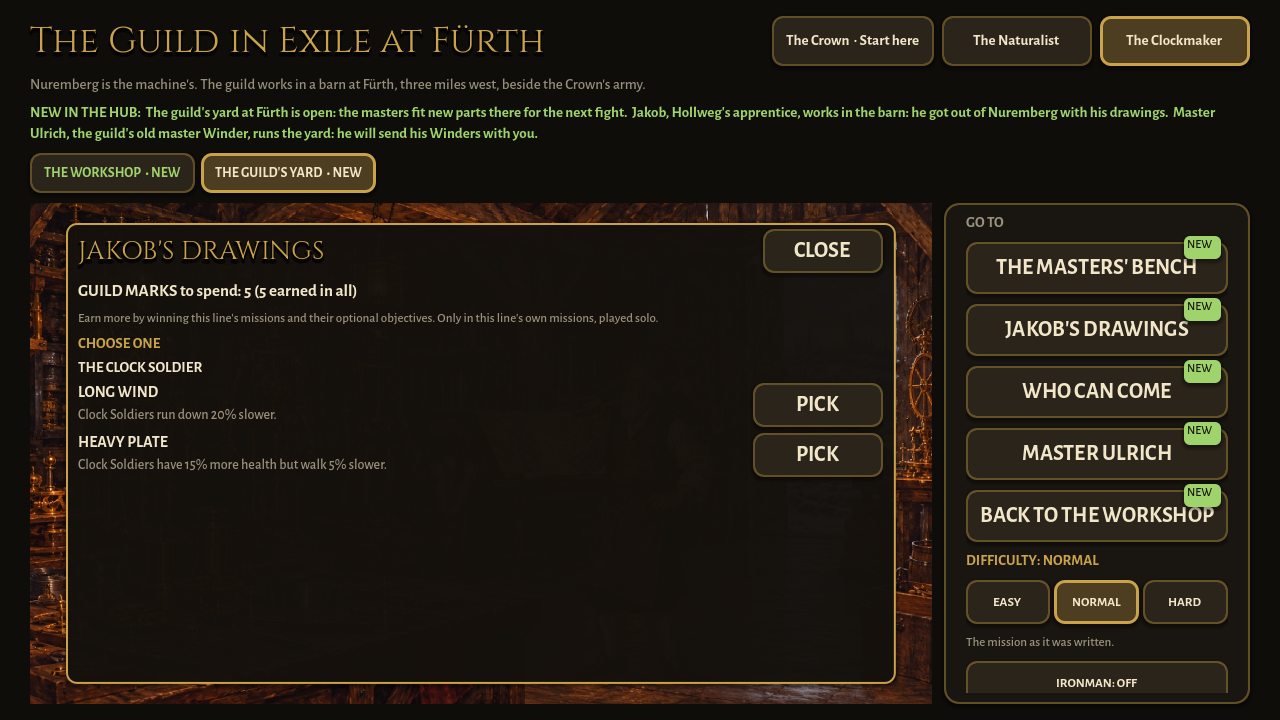 The Guild in Exile at Fürth
The Crown · Start here
The Naturalist
The Clockmaker
Nuremberg is the machine's. The guild works in a barn at Fürth, three miles west, beside the Crown's army.
NEW IN THE HUB: The guild's yard at Fürth is open: the masters fit new parts there for the next fight. Jakob, Hollweg's apprentice, works in the barn: he got out of Nuremberg with his drawings. Master
Ulrich, the guild's old master Winder, runs the yard: he will send his Winders with you.
THE WORKSHOP · NEW
THE GUILD'S YARD · NEW
JAKOB'S DRAWINGS
CLOSE
GUILD MARKS to spend: 5 (5 earned in all)
Earn more by winning this line's missions and their optional objectives. Only in this line's own missions, played solo.
CHOOSE ONE
THE CLOCK SOLDIER
LONG WIND
Clock Soldiers run down 20% slower.
PICK
HEAVY PLATE
Clock Soldiers have 15% more health but walk 5% slower.
PICK
GO TO
NEW
THE MASTERS' BENCH
NEW
JAKOB'S DRAWINGS
NEW
WHO CAN COME
NEW
MASTER ULRICH
NEW
BACK TO THE WORKSHOP
DIFFICULTY: NORMAL
EASY
NORMAL
HARD
The mission as it was written.
IRONMAN: OFF